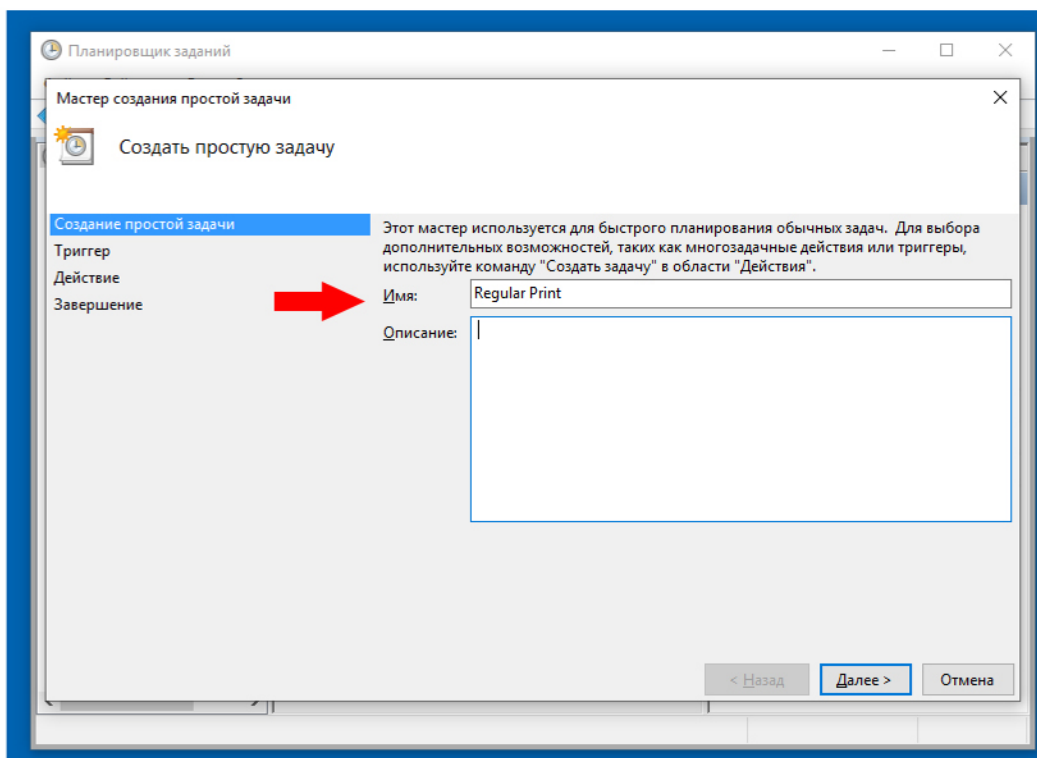 Планировщик заданий
Мастер создания простой задачи
Создать простую задачу
Создание простой задачи
Триггер
Действие
Завершение
Этот мастер используется для быстрого планирования обычных задач. Для выбора
дополнительных возможностей, таких как многозадачные действия или триггеры,
используйте команду "Создать задачу" в области "Действия".
Имя:
Regular Print
Описание:
< Назад
Далее >
Отмена